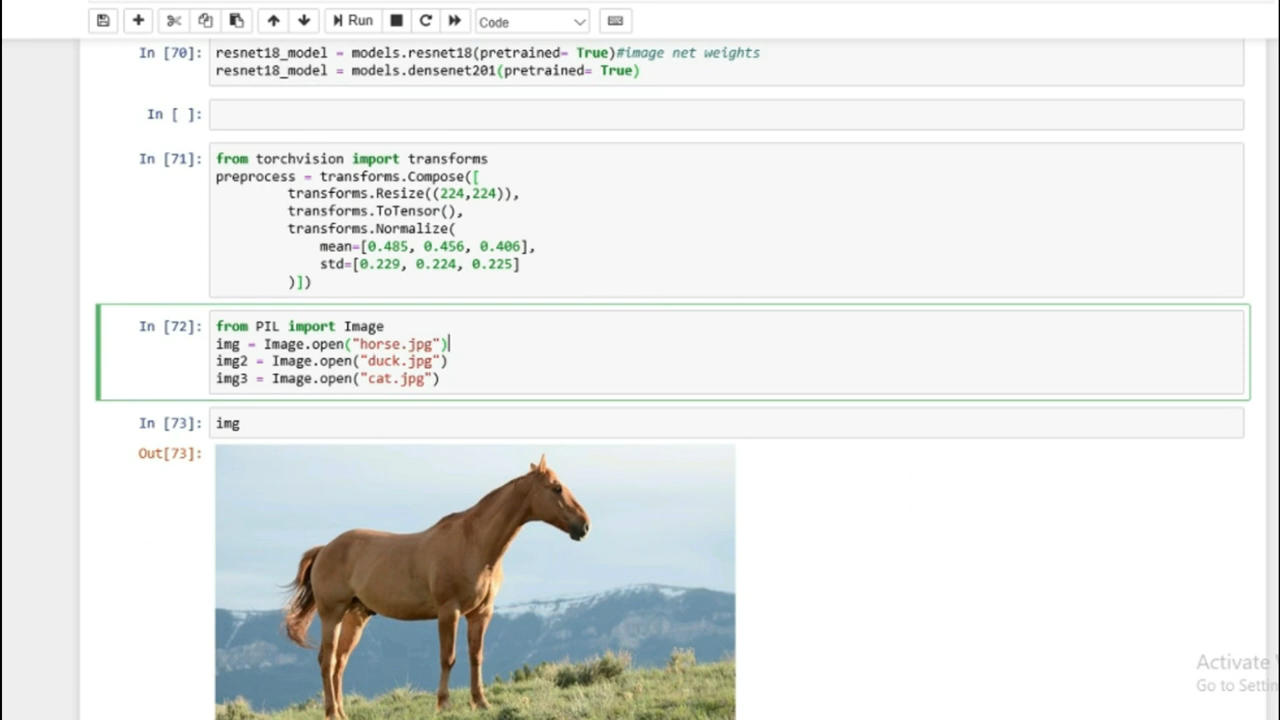 Run
Code
In [70]:
resnet18_model = models.resnet18(pretrained= True)#image net weights
resnet18_model = models.densenet201(pretrained= True)
In [ ]:
In [71]:
from torchvision import transforms
preprocess = transforms.Compose([
transforms.Resize((224,224)),
transforms.ToTensor(),
transforms.Normalize(
mean=[0.485, 0.456, 0.406],
std=[0.229, 0.224, 0.225]
)])
In [72]:
from PIL import Image
img = Image.open("horse.jpg")
img2 = Image.open("duck.jpg")
img3 = Image.open("cat.jpg")
In [73]:
img
Out[73]:
Activate
Go to Settin